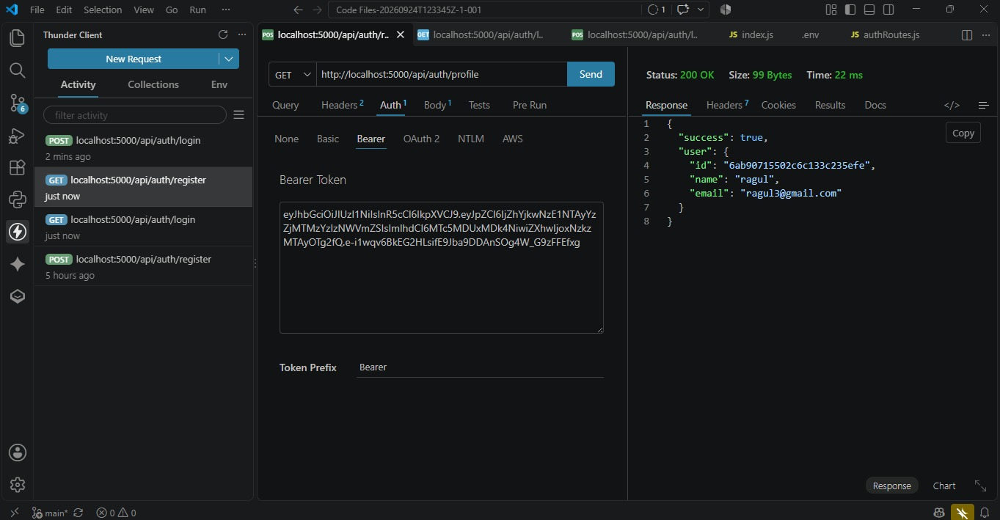 File Edit Selection View Go Run ···
Code Files-20260924T123345Z-1-001
1
Thunder Client
New Request
Activity Collections Env
filter activity
POST localhost:5000/api/auth/login
2 mins ago
GET localhost:5000/api/auth/register
just now
GET localhost:5000/api/auth/login
just now
POST localhost:5000/api/auth/register
5 hours ago
6
POS localhost:5000/api/auth/r.. GET localhost:5000/api/auth/l.. POS localhost:5000/api/auth/l.. JS index.js .env JS authRoutes.js
GET http://localhost:5000/api/auth/profile Send
Query Headers 2 Auth 1 Body 1 Tests Pre Run
None Basic Bearer OAuth 2 NTLM AWS
Bearer Token
Token Prefix Bearer
Status: 200 OK Size: 99 Bytes Time: 22 ms
Response Headers 7 Cookies Results Docs </>
Copy
1 {
2 "success": true,
3 "user": {
4 "id": "6ab90715502c6c133c235efe",
5 "name": "ragul",
6 "email": "ragul3@gmail.com"
7 }
8 }
Response Chart
main* 0 0